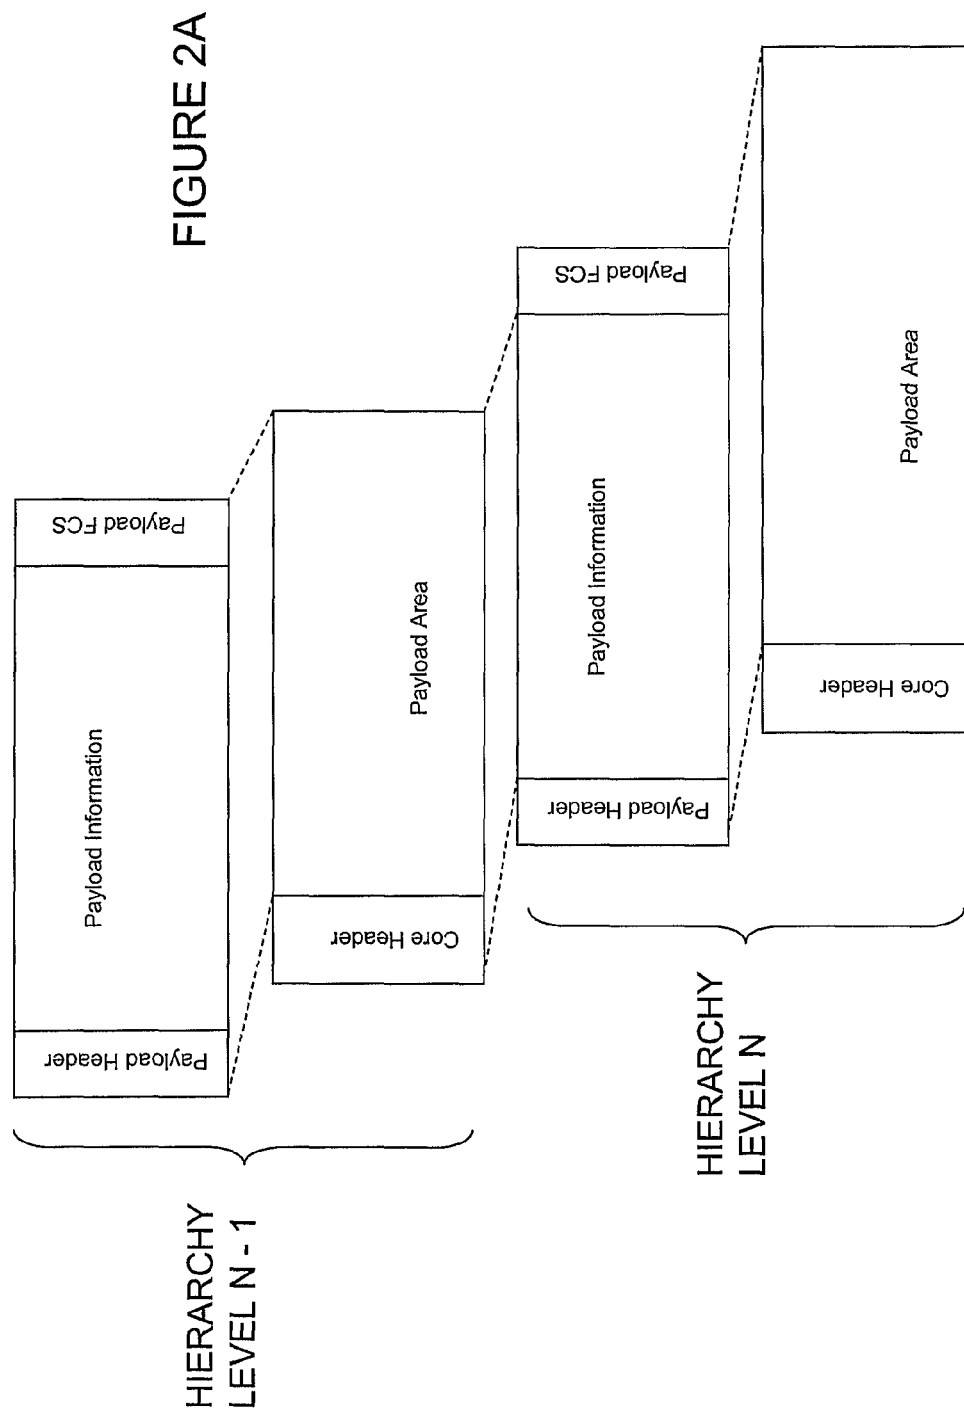 FIGURE 2A
HIERARCHY
LEVEL N - 1
Payload Header
Payload Information
Payload FCS
Core Header
Payload Area
HIERARCHY
LEVEL N
Payload Header
Payload Information
Payload FCS
Core Header
Payload Area